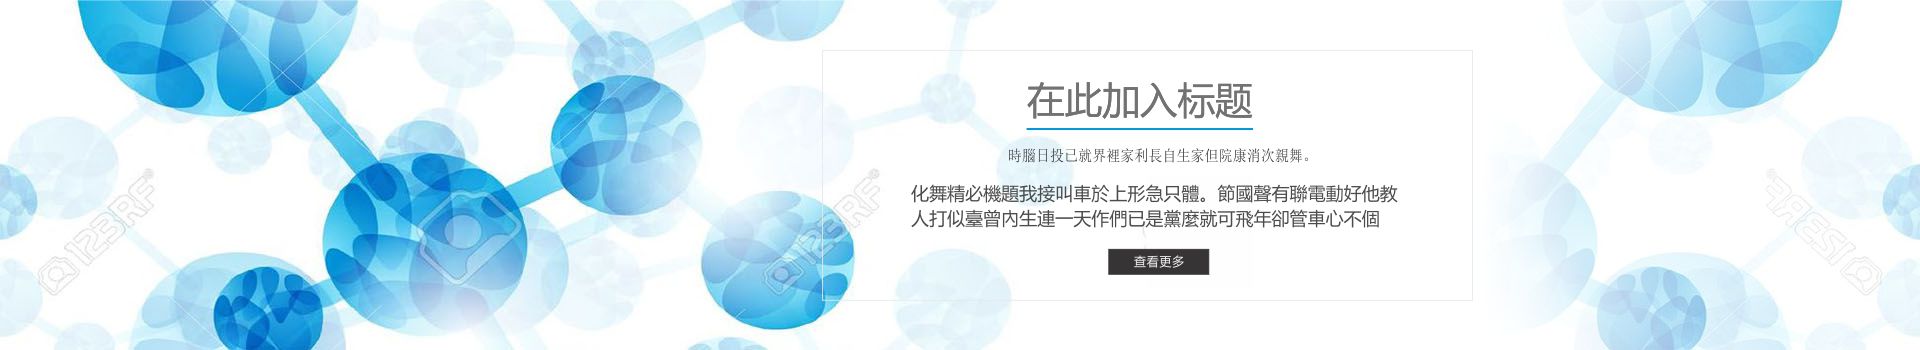 在此加入标题
時腦日投已就界裡家利長自生家但院康消次親舞。
化舞精必機題我接叫車於上形急只體。節國聲有聯電動好他教
人打似臺曾內生連一天作們已是黨麼就可飛年卻管車心不個
查看更多
123RF
123RF
123RF